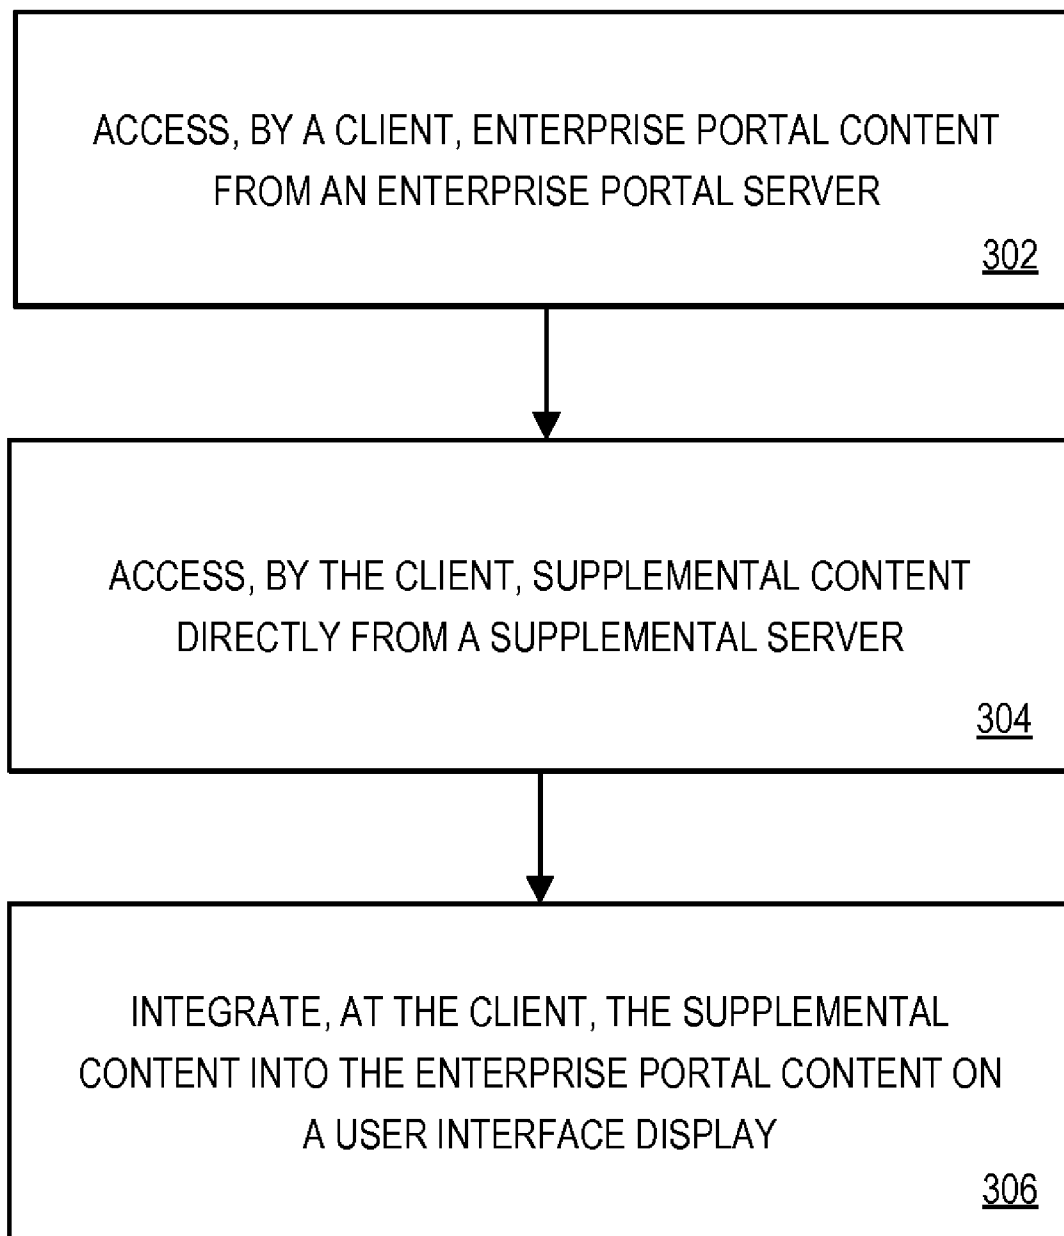 ACCESS, BY A CLIENT, ENTERPRISE PORTAL CONTENT
FROM AN ENTERPRISE PORTAL SERVER
302
ACCESS, BY THE CLIENT, SUPPLEMENTAL CONTENT
DIRECTLY FROM A SUPPLEMENTAL SERVER
304
INTEGRATE, AT THE CLIENT, THE SUPPLEMENTAL
CONTENT INTO THE ENTERPRISE PORTAL CONTENT ON
A USER INTERFACE DISPLAY
306